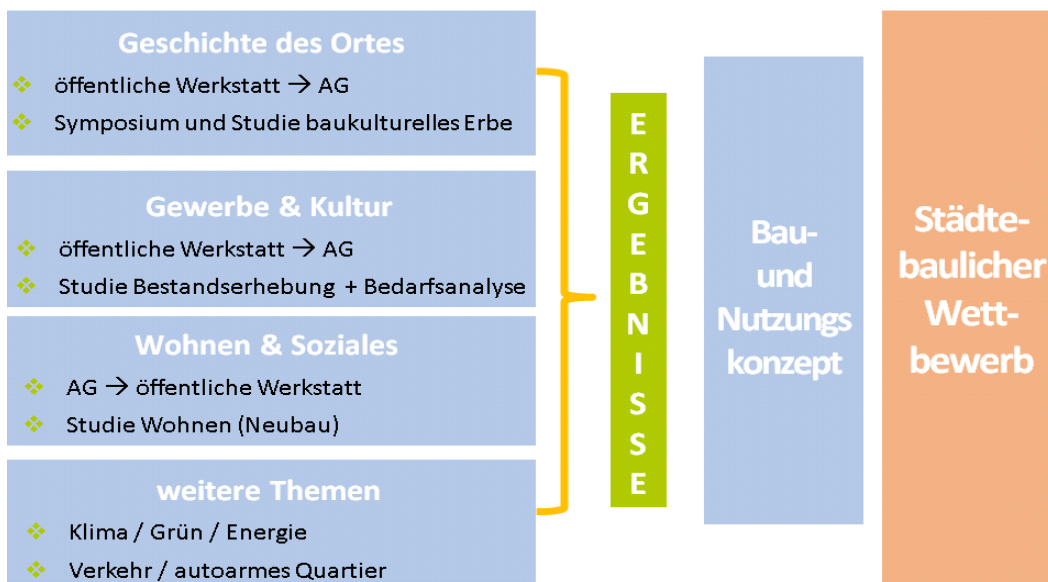 Geschichte des Ortes
öffentliche Werkstatt → AG
Symposium und Studie baukulturelles Erbe
Gewerbe & Kultur
öffentliche Werkstatt → AG
Studie Bestandserhebung + Bedarfsanalyse
Wohnen & Soziales
AG → öffentliche Werkstatt
Studie Wohnen (Neubau)
weitere Themen
Klima / Grün / Energie
Verkehr / autoarmes Quartier
E
R
G
E
B
N
I
S
S
E
Bau-
und
Nutzungs
konzept
Städte-
baulicher
Wett-
bewerb